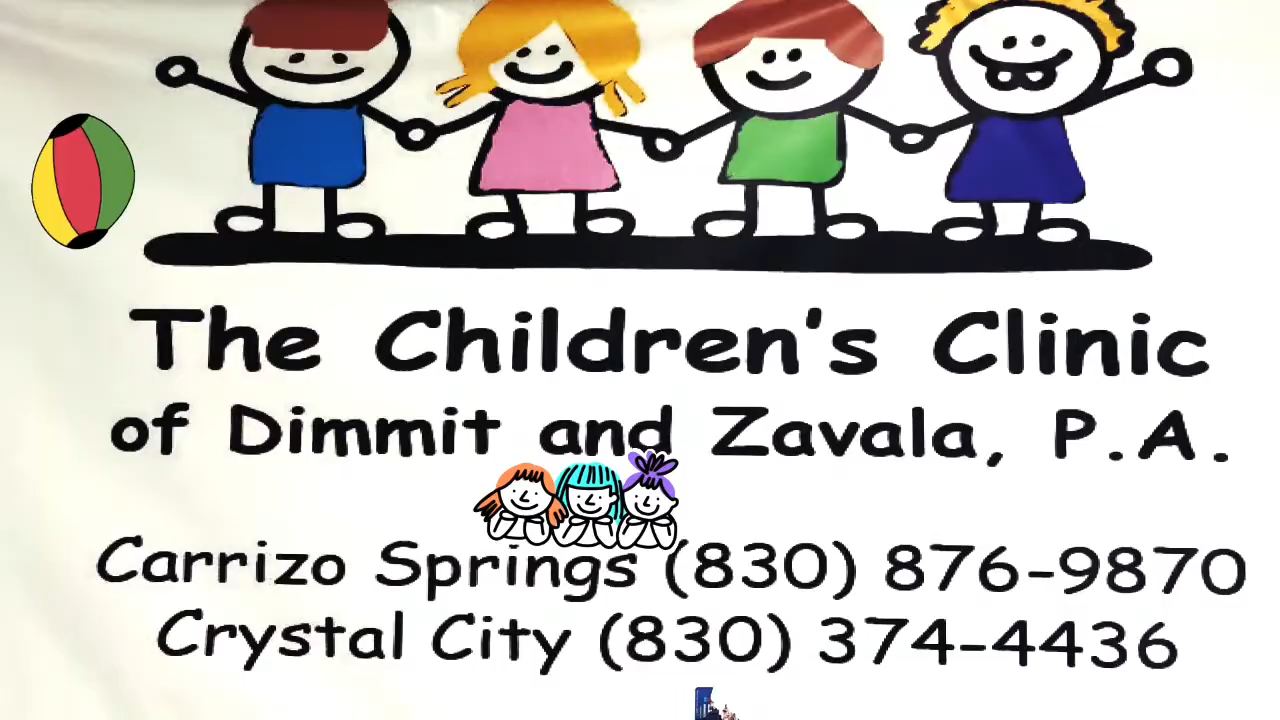 The Children's Clinic
of Dimmit and Zavala, P.A.
Carrizo Springs (830) 876-9870
Crystal City (830) 374-4436